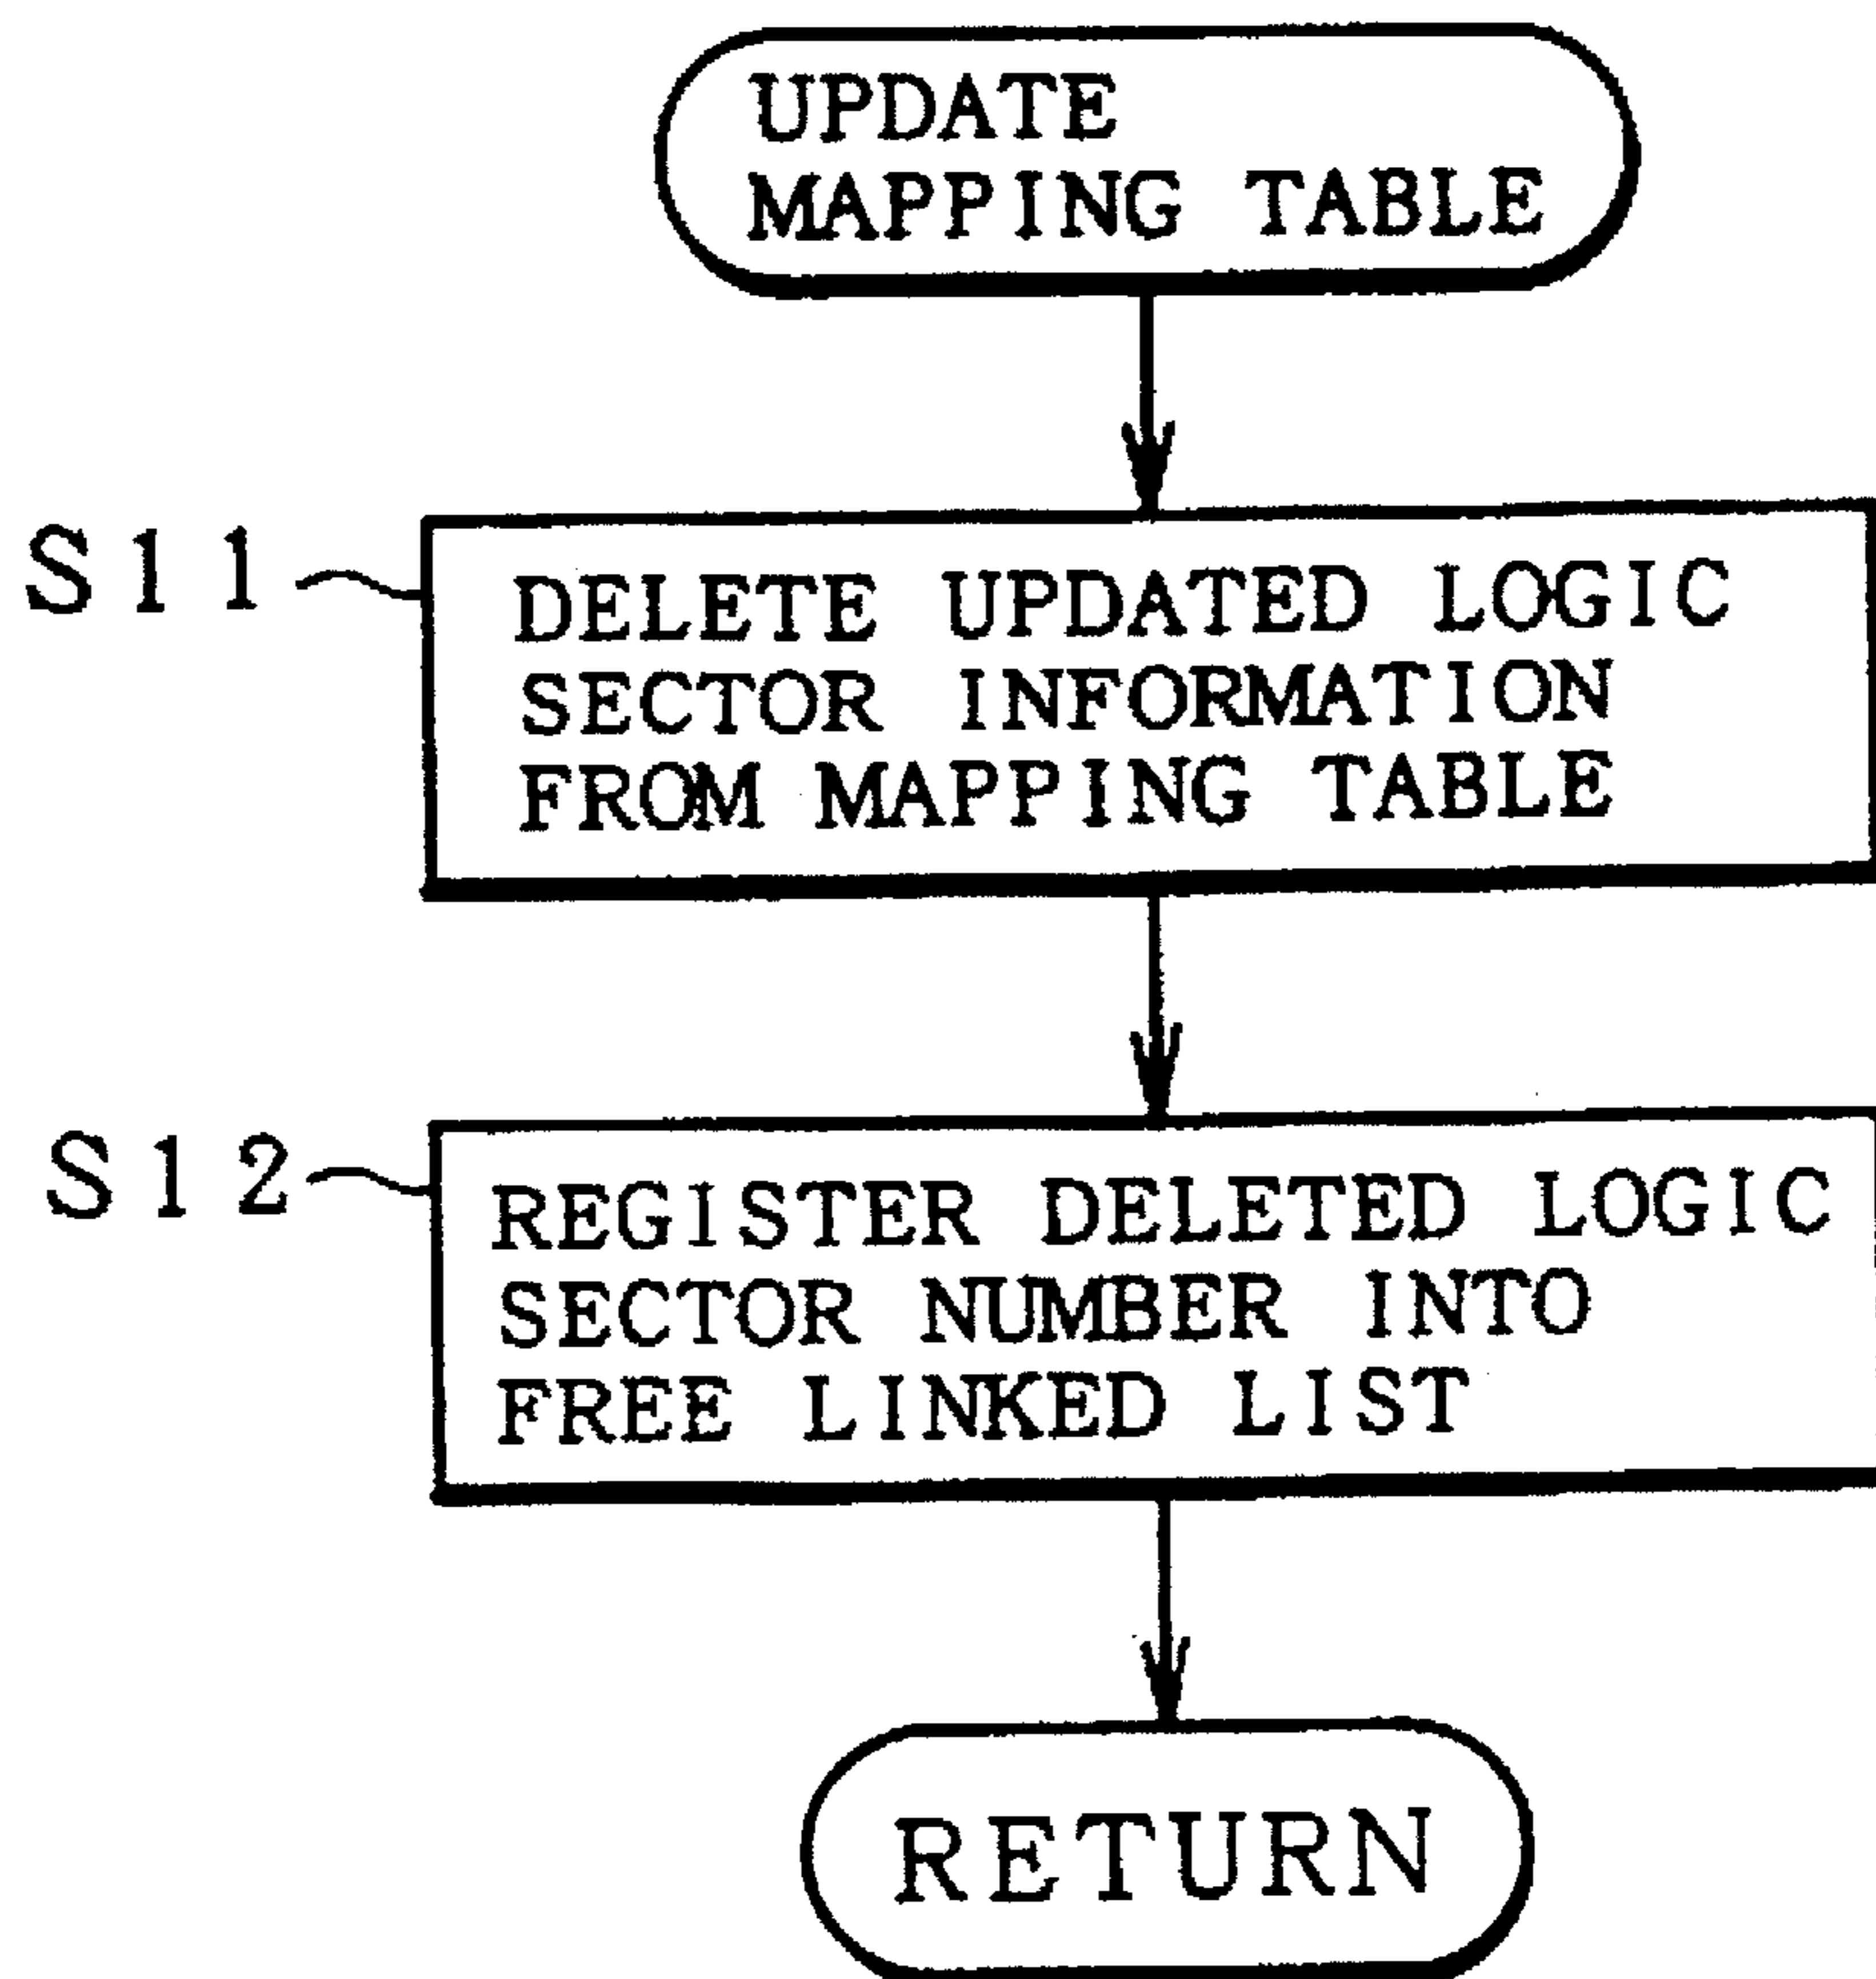 UPDATE
MAPPING TABLE
S11
DELETE UPDATED LOGIC
SECTOR INFORMATION
FROM MAPPING TABLE
S12
REGISTER DELETED LOGIC
SECTOR NUMBER INTO
FREE LINKED LIST
RETURN